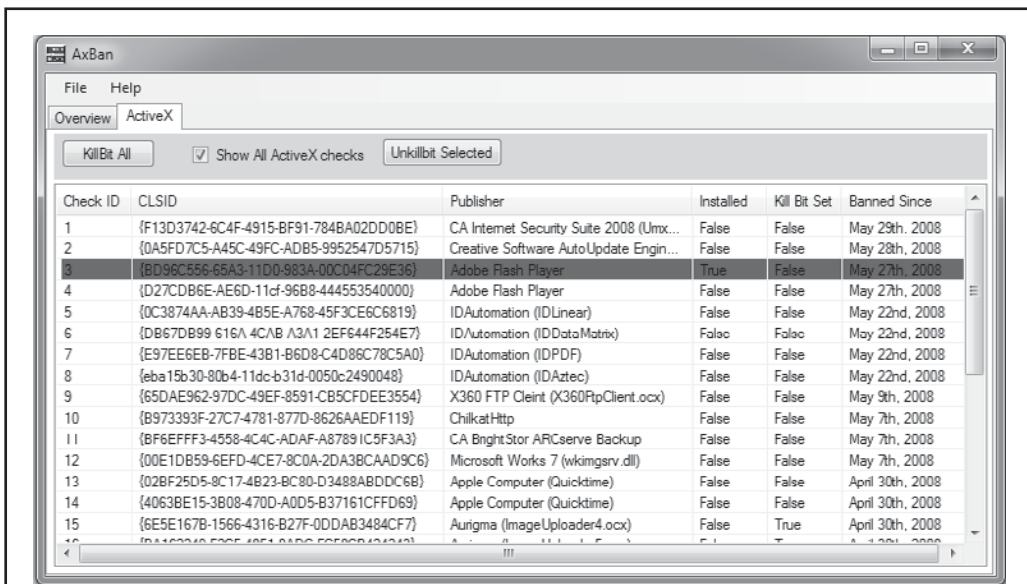 AxBan
File Help
Overview ActiveX
KillBit All Show All ActiveX checks Unkillbit Selected
Check ID CLSID Publisher Installed Kill Bit Set Banned Since
1 {F13D3742-6C4F-4915-BF91-784BA02DD0BE} CA Internet Security Suite 2008 (Umx... False False May 29th. 2008
2 {0A5FD7C5-A45C-49FC-ADB5-9952547D5715} Creative Software AutoUpdate Engin... False False May 28th. 2008
3 {BD96C556-65A3-11D0-983A-00C04FC29E36} Adobe Flash Player True False May 27th, 2008
4 {D27CDB6E-AE6D-11cf-96B8-444553540000} Adobe Flash Player False False May 27th, 2008
5 {0C3874AA-AB39-4B5E-A768-45F3CE6C6819} IDAutomation (IDLinear) False False May 22nd, 2008
6 {DB67DB99 616A 4CAB A3A1 2EF644F254E7} IDAutomation (IDDataMatrix) False False May 22nd, 2008
7 {E97EE6EB-7FBE-43B1-B6D8-C4D86C78C5A0} IDAutomation (IDPDF) False False May 22nd, 2008
8 {eba15b30-80b4-11dc-b31d-0050c2490048} IDAutomation (IDAztec) False False May 22nd, 2008
9 {65DAE962-97DC-49EF-8591-CB5CFDEE3554} X360 FTP Cleint (X360FtpClient.ocx) False False May 9th, 2008
10 {B973393F-27C7-4781-877D-8626AAEDF119} ChilkatHttp False False May 7th, 2008
11 {BF6EFFF3-4558-4C4C-ADAF-A87891C5F3A3} CA BrightStor ARCserve Backup False False May 7th, 2008
12 {00E1DB59-6EFD-4CE7-8C0A-2DA3BCAAD9C6} Microsoft Works 7 (wkimgsrv.dll) False False May 7th, 2008
13 {02BF25D5-8C17-4B23-BC80-D3488ABDDC6B} Apple Computer (Quicktime) False False April 30th, 2008
14 {4063BE15-3B08-470D-A0D5-B37161CFFD69} Apple Computer (Quicktime) False False April 30th, 2008
15 {6E5E167B-1566-4316-B27F-0DDAB3484CF7} Aurigma (ImageUploader4.ocx) False True April 30th, 2008